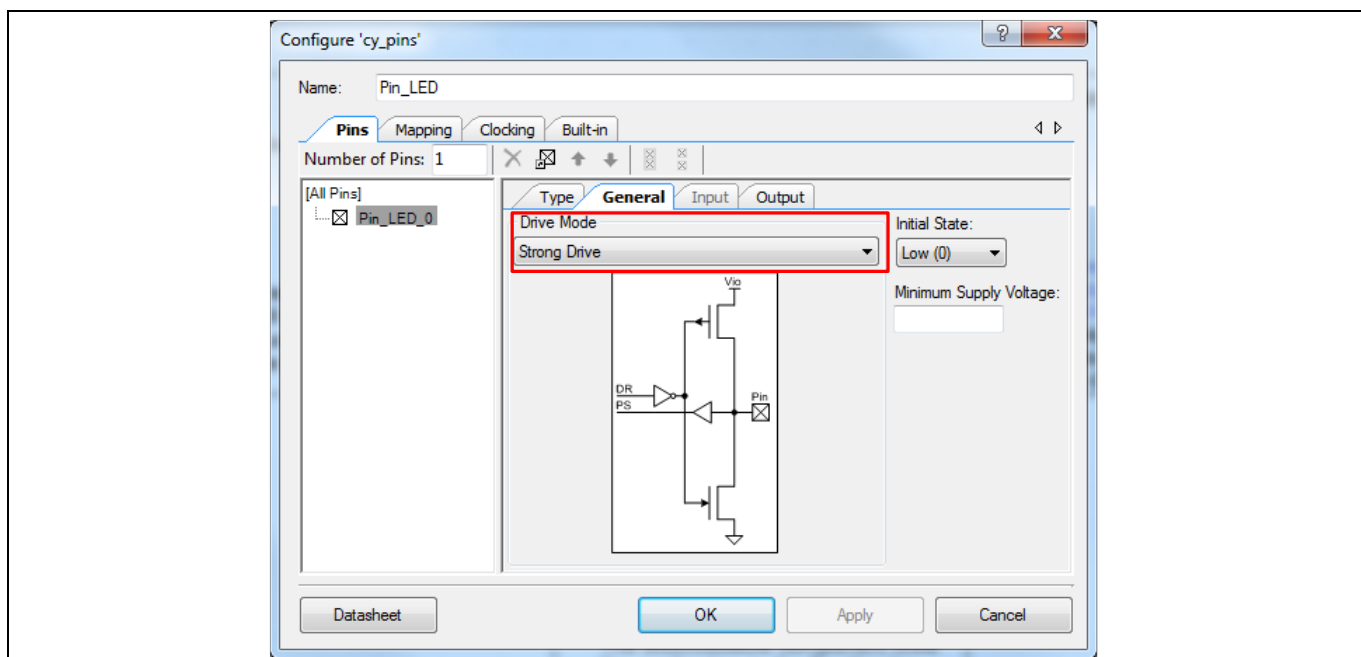 Configure 'cy_pins'
Name: Pin_LED
Pins Mapping Clocking Built-in
Number of Pins: 1
[All Pins]
Pin_LED_0
Type General Input Output
Drive Mode
Strong Drive
Initial State:
Low (0)
Minimum Supply Voltage:
Vio
DR
PS
Pin
Datasheet OK Apply Cancel